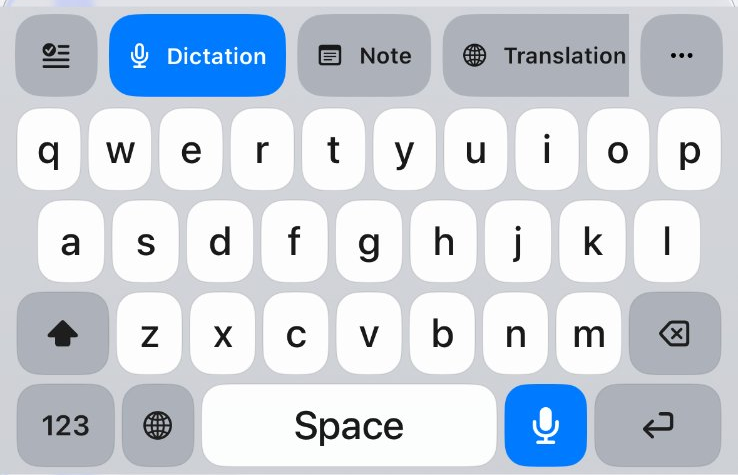 Dictation Note Translation ...
q w e r t y u i o p
a s d f g h j k l
z x c v b n m
123 Space